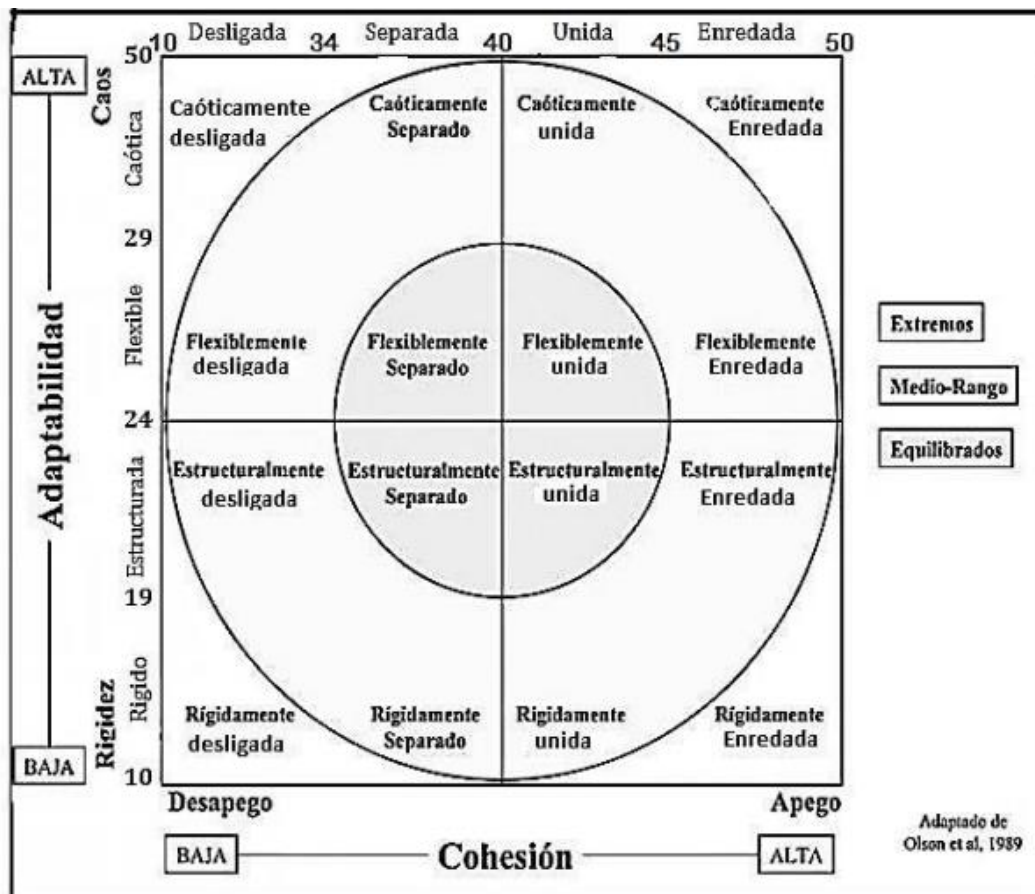 Desligada Separada Unida Enredada
10 34 40 45 50
50
ALTA
Caos
Caótica
Caóticamente desligada
Caóticamente Separado
Caóticamente unida
Caóticamente Enredada
29
Flexible
Flexiblemente desligada
Flexiblemente Separado
Flexiblemente unida
Flexiblemente Enredada
24
Adaptabilidad
Estructurada
Estructuralmente desligada
Estructuralmente Separado
Estructuralmente unida
Estructuralmente Enredada
19
Rígido
Rigidez
Rígidamente desligada
Rígidamente Separado
Rígidamente unida
Rígidamente Enredada
BAJA
10
Desapego Apego
BAJA Cohesión ALTA
Extremos
Medio-Rango
Equilibrados
Adaptado de
Olson et al, 1989